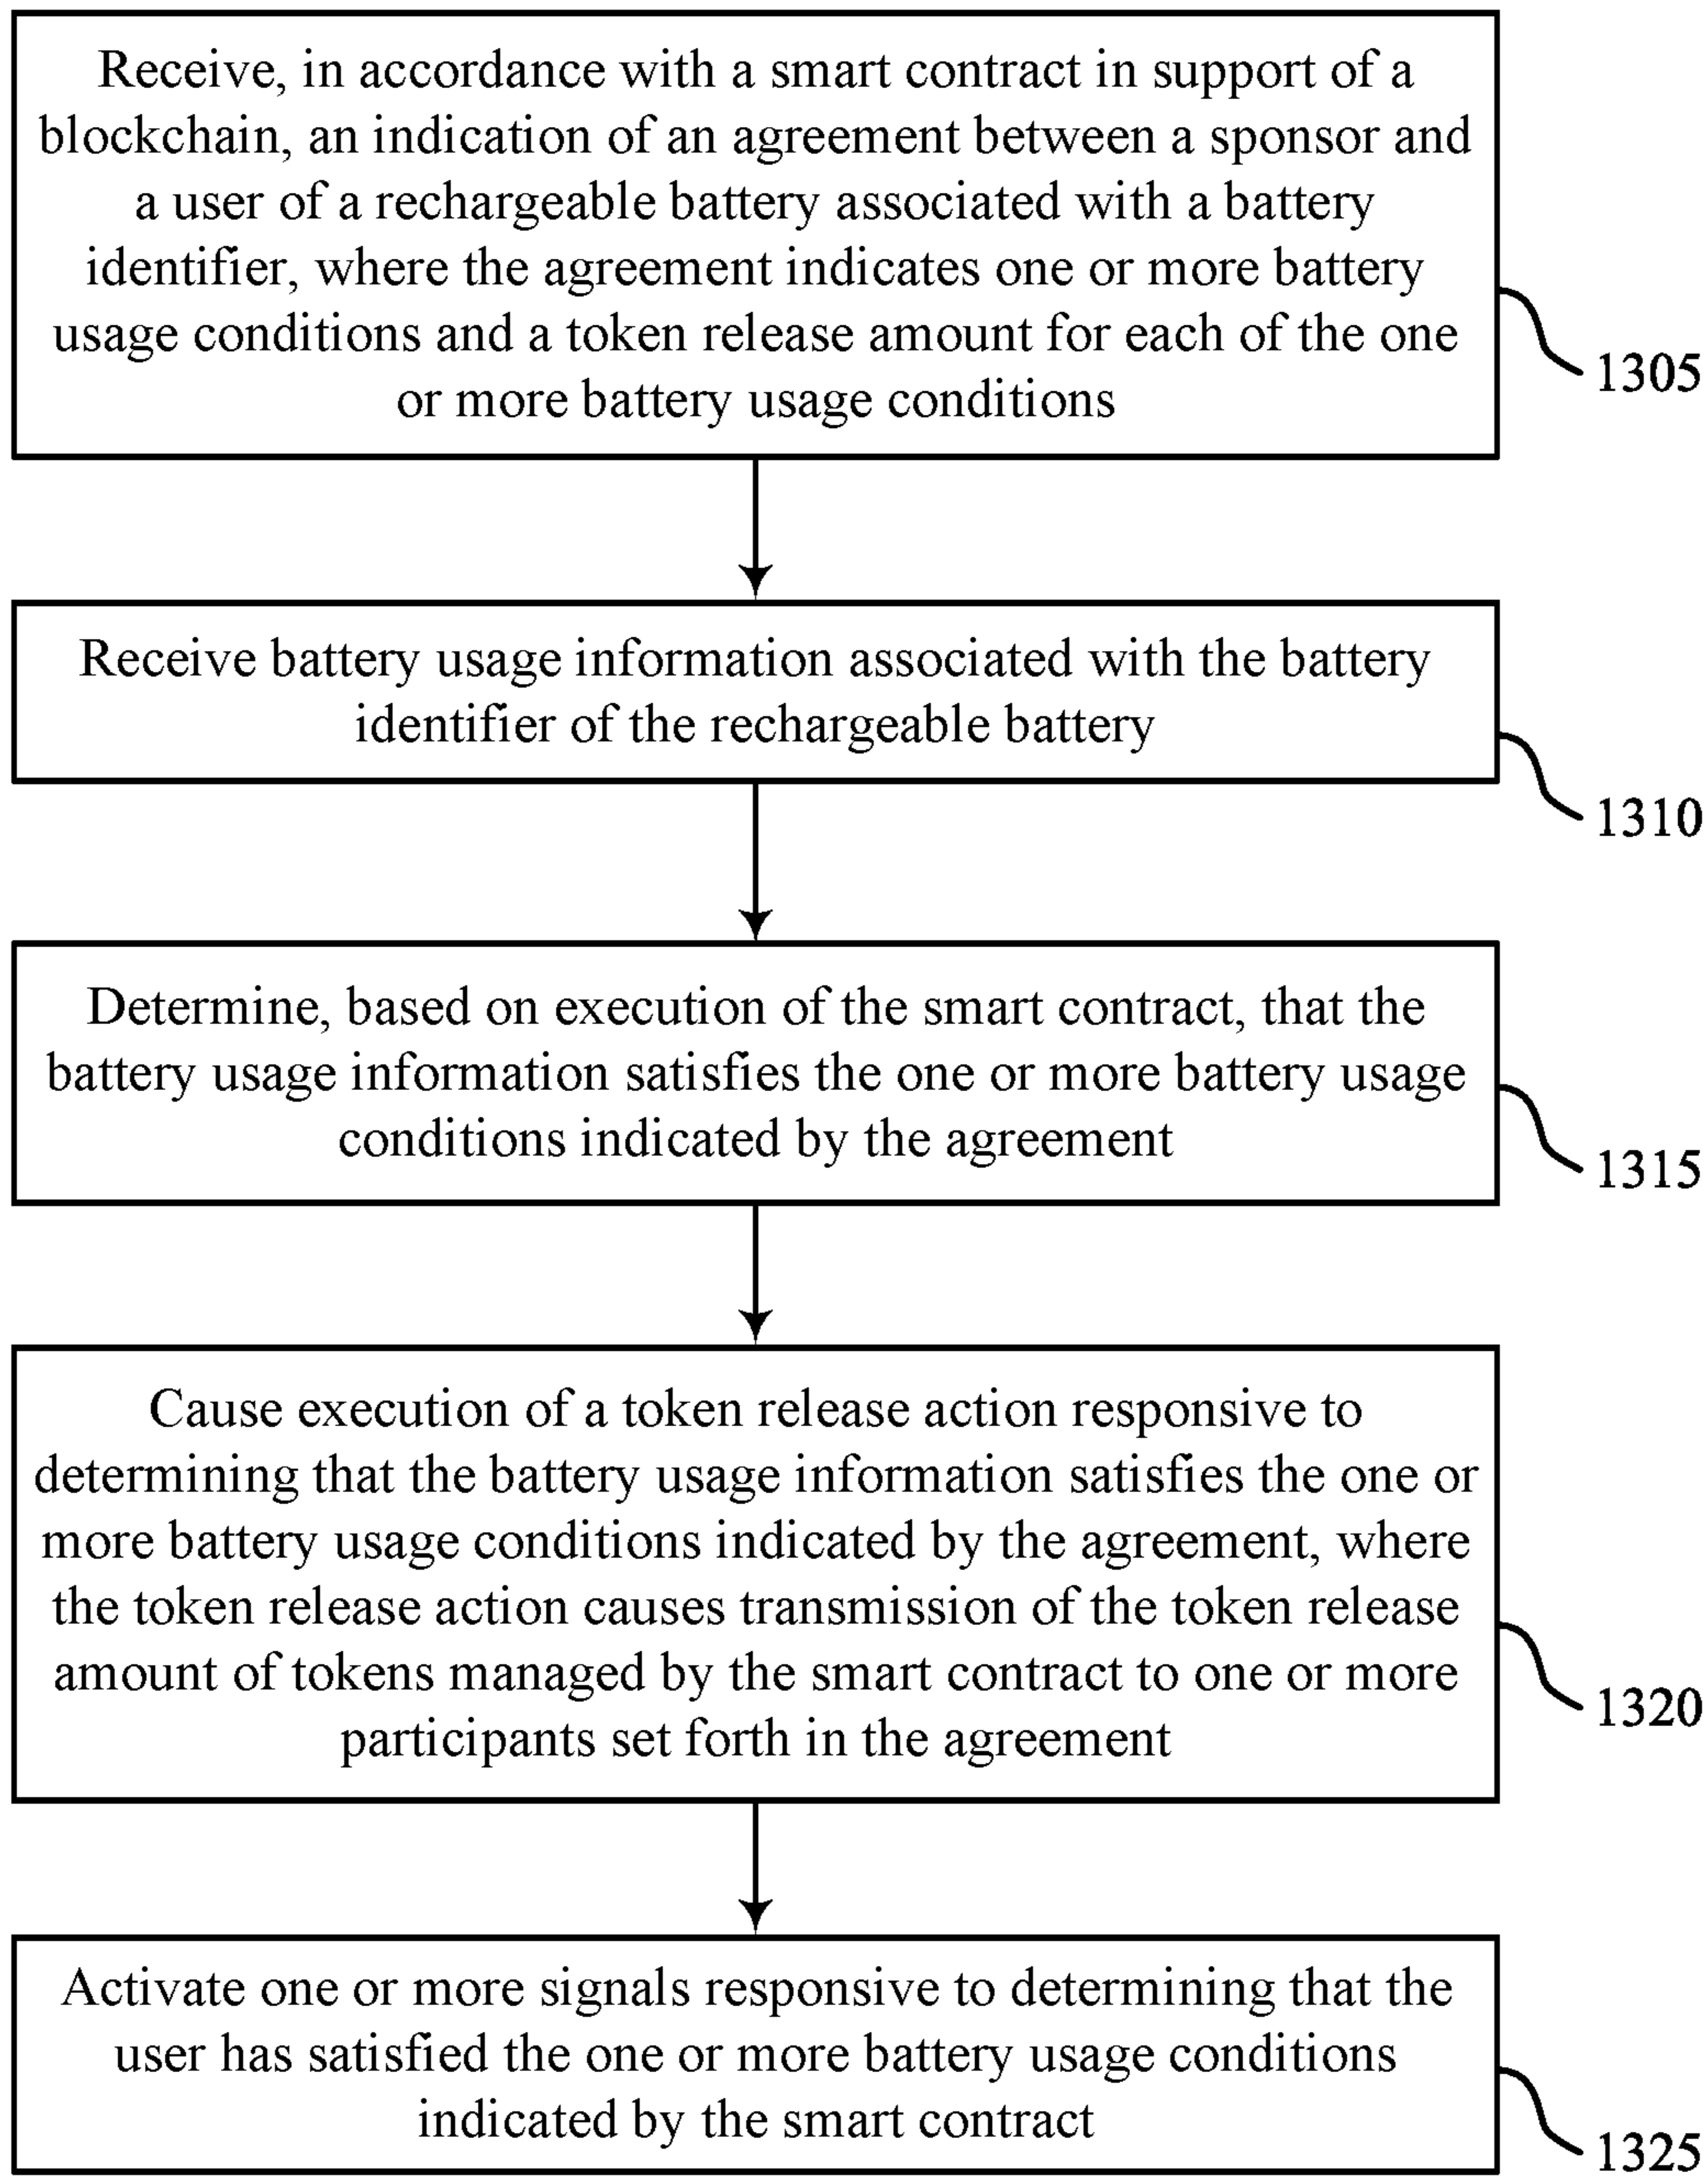 Receive, in accordance with a smart contract in support of a
blockchain, an indication of an agreement between a sponsor and
a user of a rechargeable battery associated with a battery
identifier, where the agreement indicates one or more battery
usage conditions and a token release amount for each of the one
or more battery usage conditions
1305
Receive battery usage information associated with the battery
identifier of the rechargeable battery
1310
Determine, based on execution of the smart contract, that the
battery usage information satisfies the one or more battery usage
conditions indicated by the agreement
1315
Cause execution of a token release action responsive to
determining that the battery usage information satisfies the one or
more battery usage conditions indicated by the agreement, where
the token release action causes transmission of the token release
amount of tokens managed by the smart contract to one or more
participants set forth in the agreement
1320
Activate one or more signals responsive to determining that the
user has satisfied the one or more battery usage conditions
indicated by the smart contract
1325